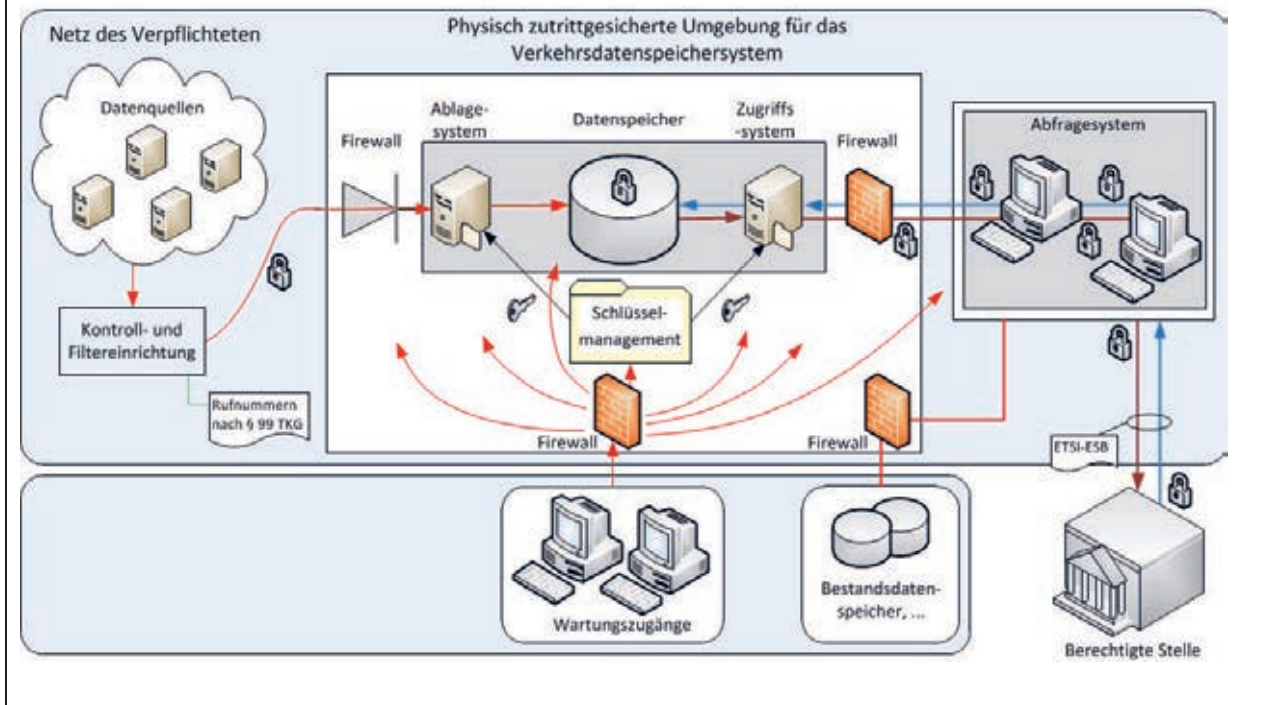 Netz des Verpflichteten
Physisch zutrittgesicherte Umgebung für das
Verkehrsdatenspeichersystem
Datenquellen
Firewall
Ablage-
system
Datenspeicher
Zugriffs
-system
Firewall
Abfragesystem
Kontroll- und
Filtereinrichtung
Schlüssel-
management
Rufnummern
nach § 99 TKG
Firewall
Firewall
ETSI-ESB
Wartungszugänge
Bestandsdaten-
speicher, ...
Berechtigte Stelle